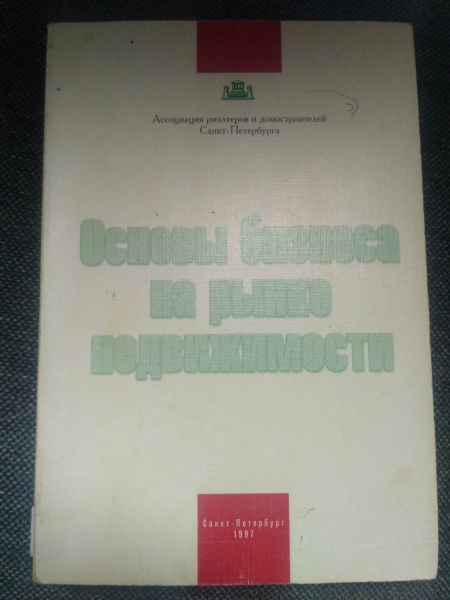 Ассоциация риэлтеров и домостроителей
Санкт-Петербурга
Основы бизнеса
на рынке
недвижимости
Санкт-Петербург
1997